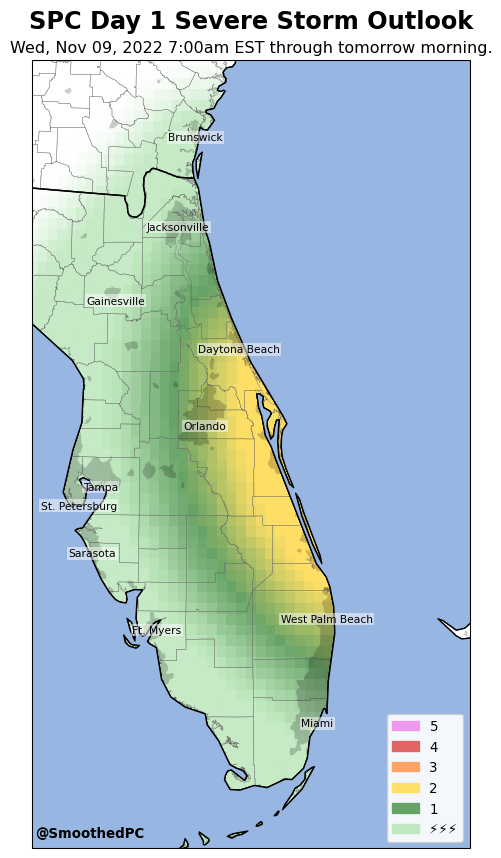 SPC Day 1 Severe Storm Outlook
Wed, Nov 09, 2022 7:00am EST through tomorrow morning.
Brunswick
Jacksonville
Gainesville
Daytona Beach
Orlando
Tampa
St. Petersburg
Sarasota
West Palm Beach
Ft. Myers
Miami
5
4
3
2
1
⚡⚡⚡
@SmoothedPC